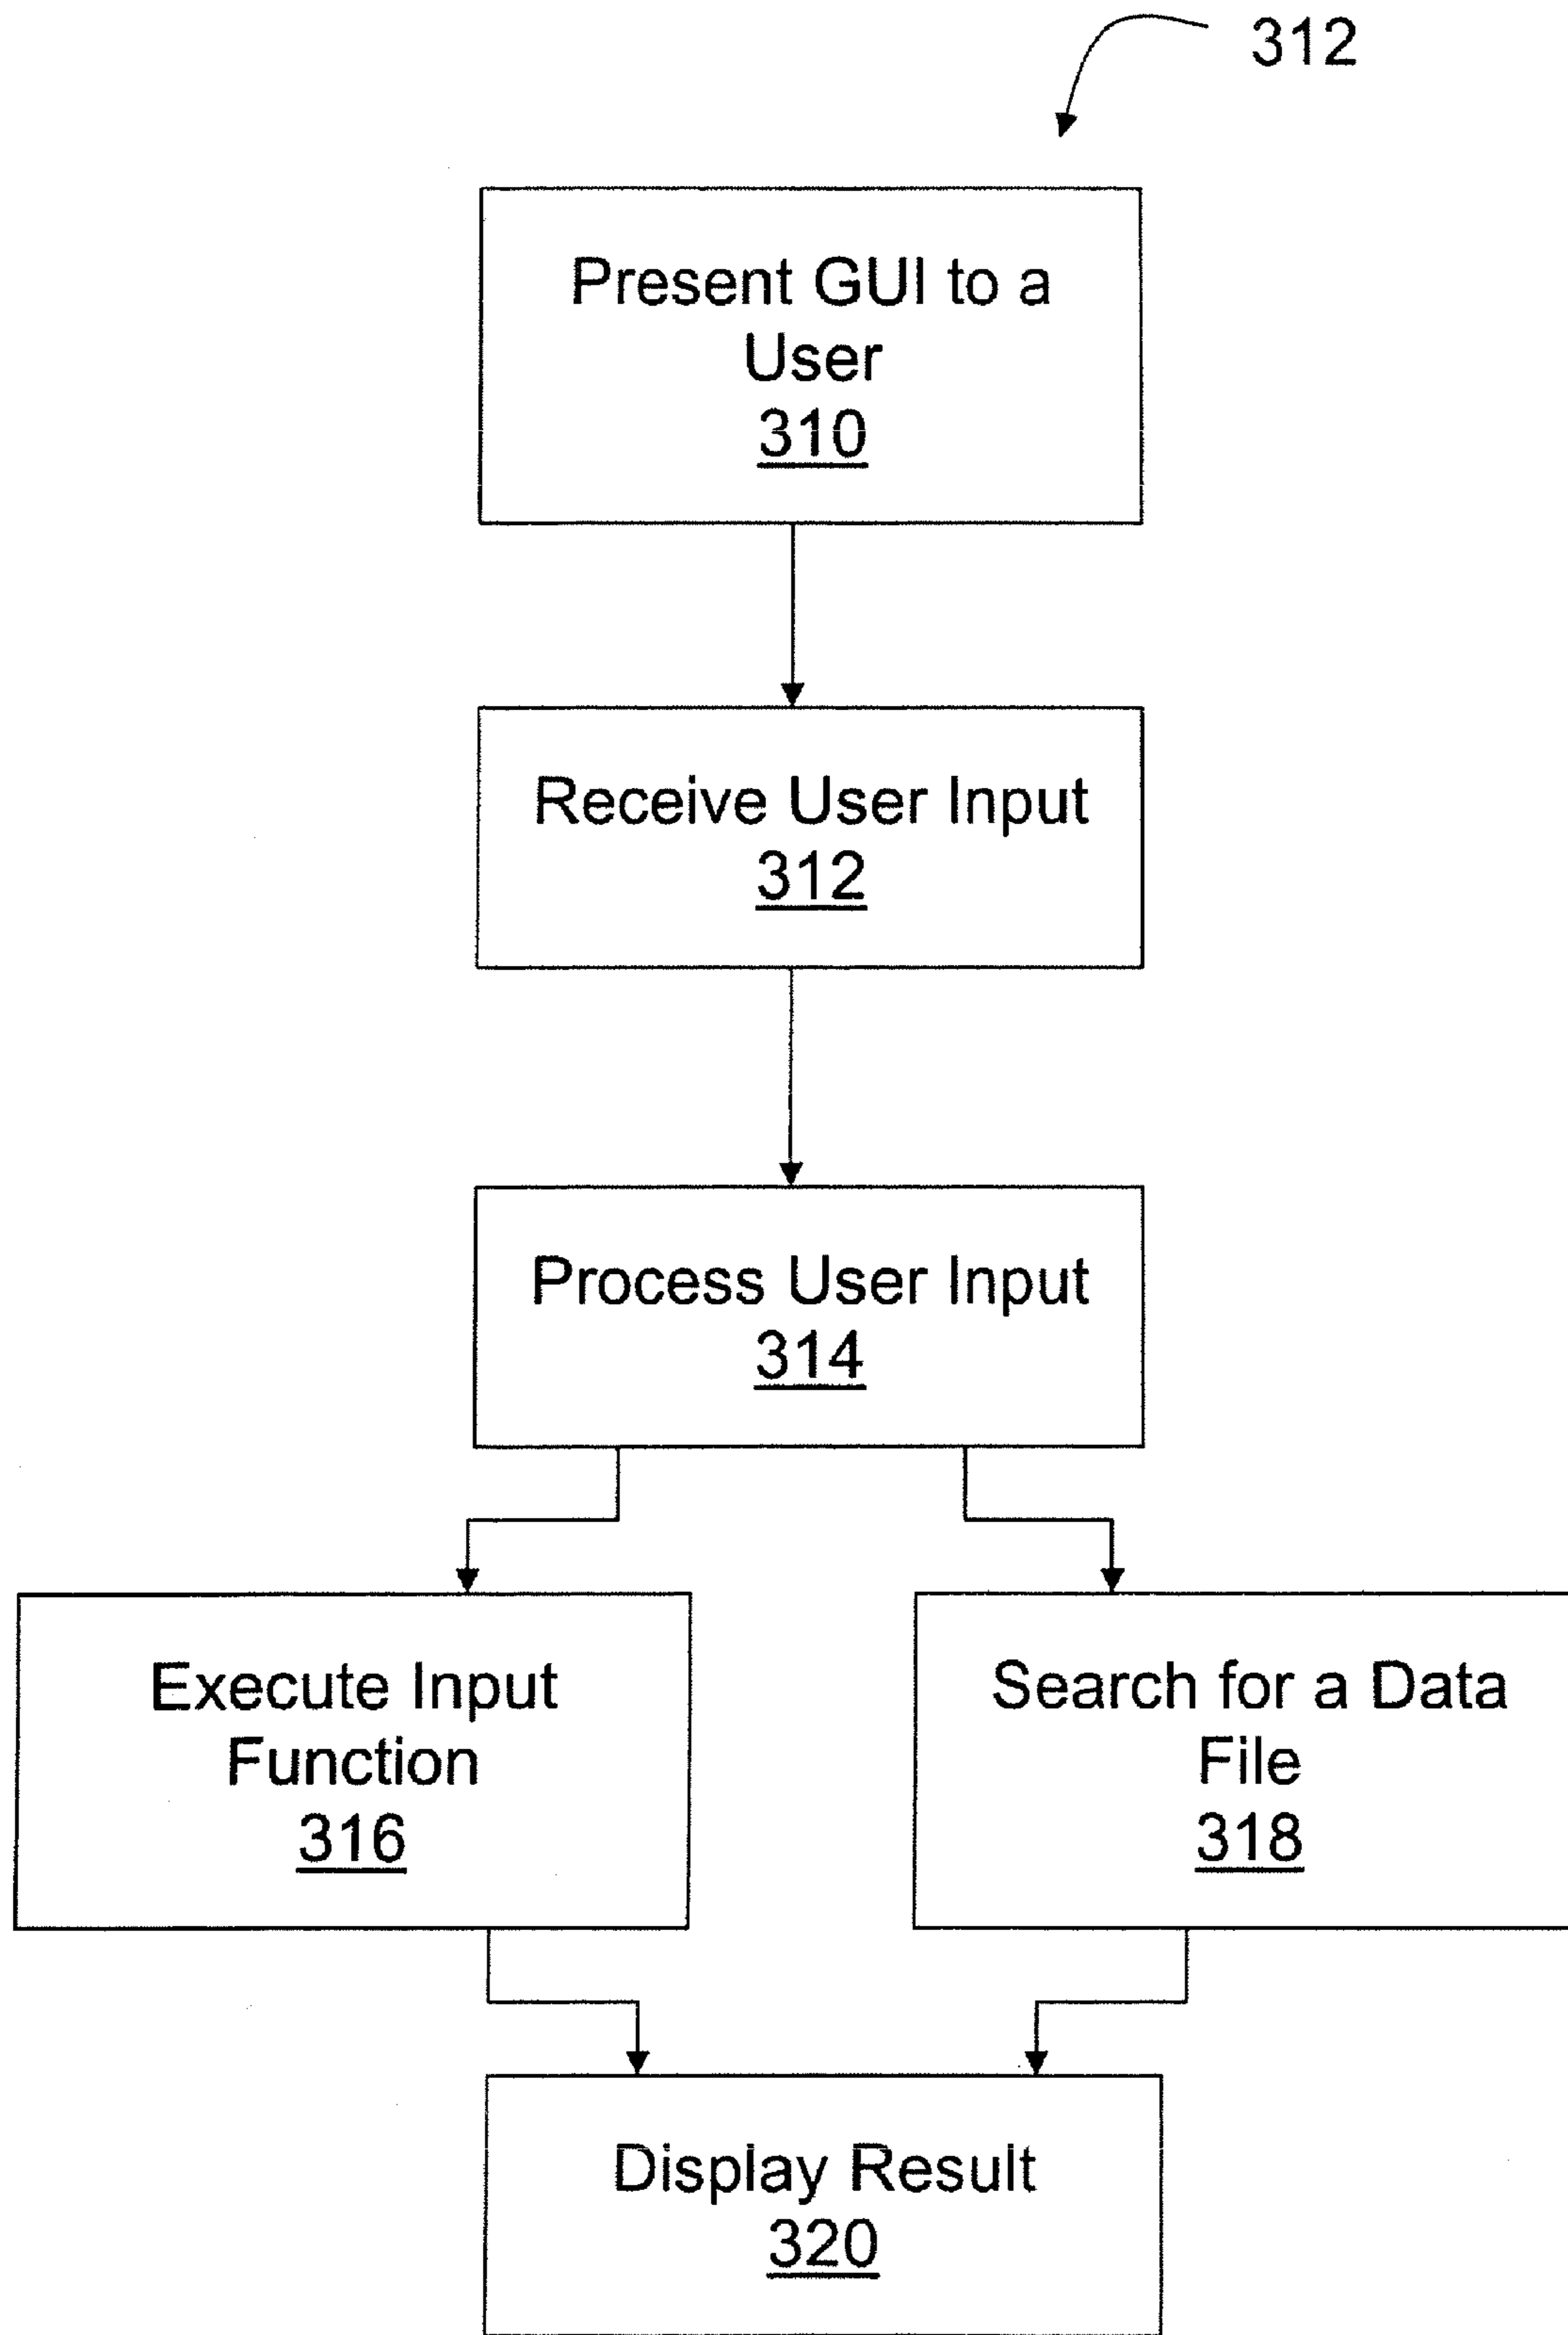 312
Present GUI to a
User
310
Receive User Input
312
Process User Input
314
Execute Input
Function
316
Search for a Data
File
318
Display Result
320